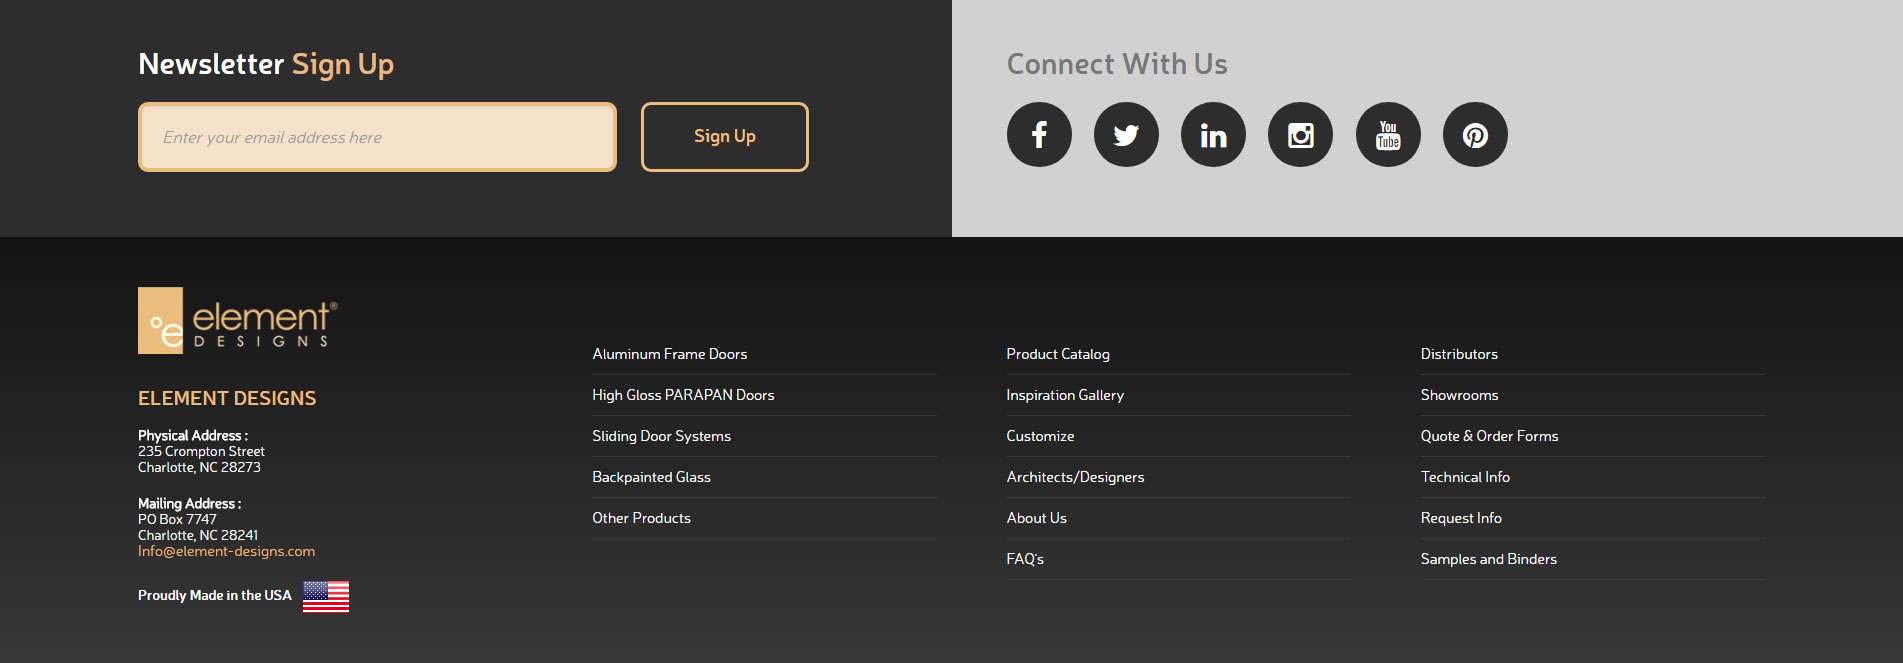 Newsletter Sign Up
Enter your email address here
Sign Up
Connect With Us
f
in
You
Tube
°e element®
DESIGNS
ELEMENT DESIGNS
Physical Address :
235 Crompton Street
Charlotte, NC 28273
Mailing Address :
PO Box 7747
Charlotte, NC 28241
Info@element-designs.com
Proudly Made in the USA
Aluminum Frame Doors
High Gloss PARAPAN Doors
Sliding Door Systems
Backpainted Glass
Other Products
Product Catalog
Inspiration Gallery
Customize
Architects/Designers
About Us
FAQ's
Distributors
Showrooms
Quote & Order Forms
Technical Info
Request Info
Samples and Binders